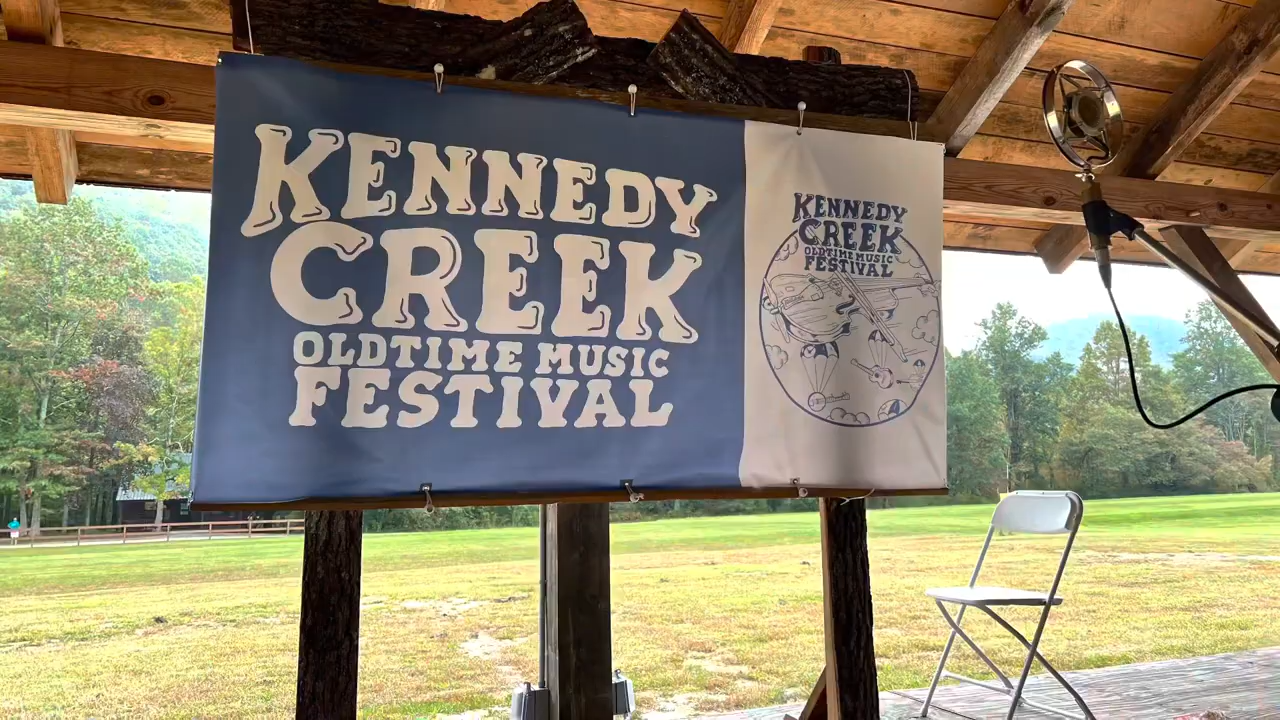 KENNEDY
CREEK
OLDTIME MUSIC
FESTIVAL
KENNEDY
CREEK
OLDTIME MUSIC
FESTIVAL